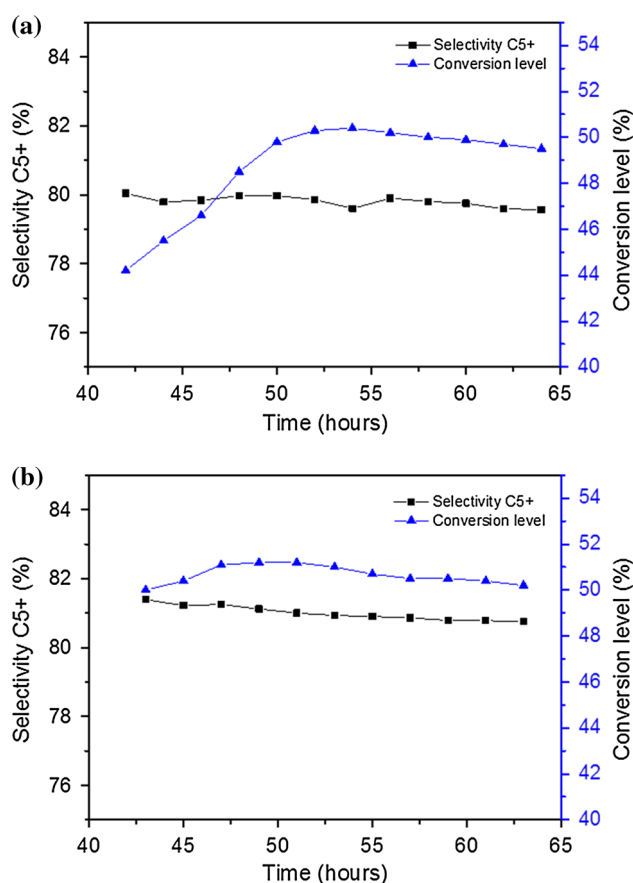 (a)
Selectivity C5+ (%)
84
82
80
78
76
Selectivity C5+
Conversion level
54
52
50
48
46
44
42
40
Conversion level (%)
40 45 50 55 60 65
Time (hours)
(b)
Selectivity C5+ (%)
84
82
80
78
76
Selectivity C5+
Conversion level
54
52
50
48
46
44
42
40
Conversion level (%)
40 45 50 55 60 65
Time (hours)